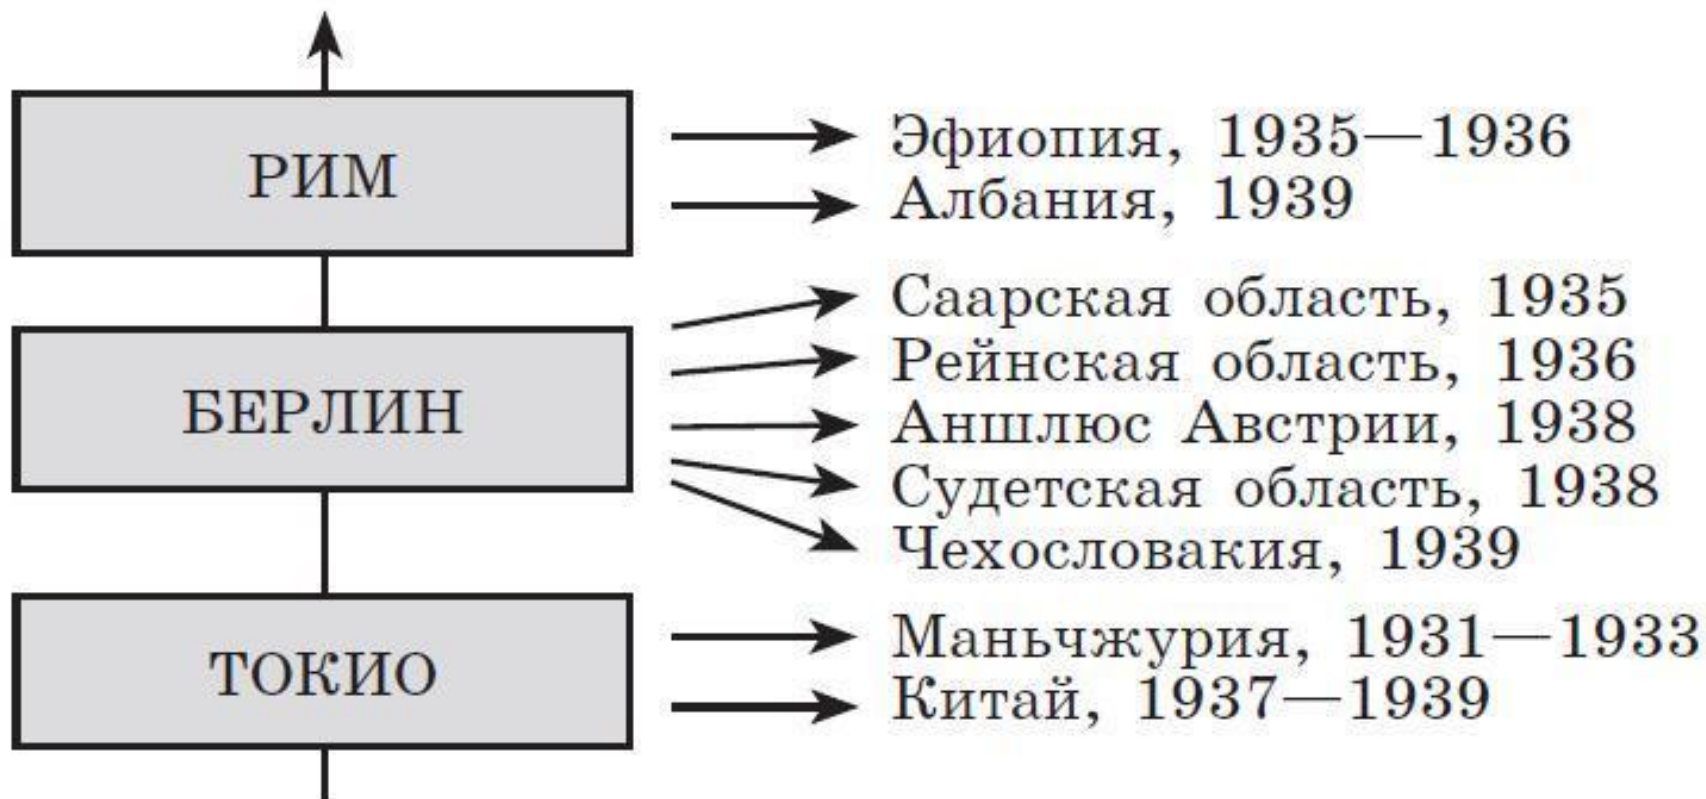 РИМ
Эфиопия, 1935—1936
Албания, 1939
БЕРЛИН
Саарская область, 1935
Рейнская область, 1936
Аншлюс Австрии, 1938
Судетская область, 1938
Чехословакия, 1939
ТОКИО
Маньчжурия, 1931—1933
Китай, 1937—1939